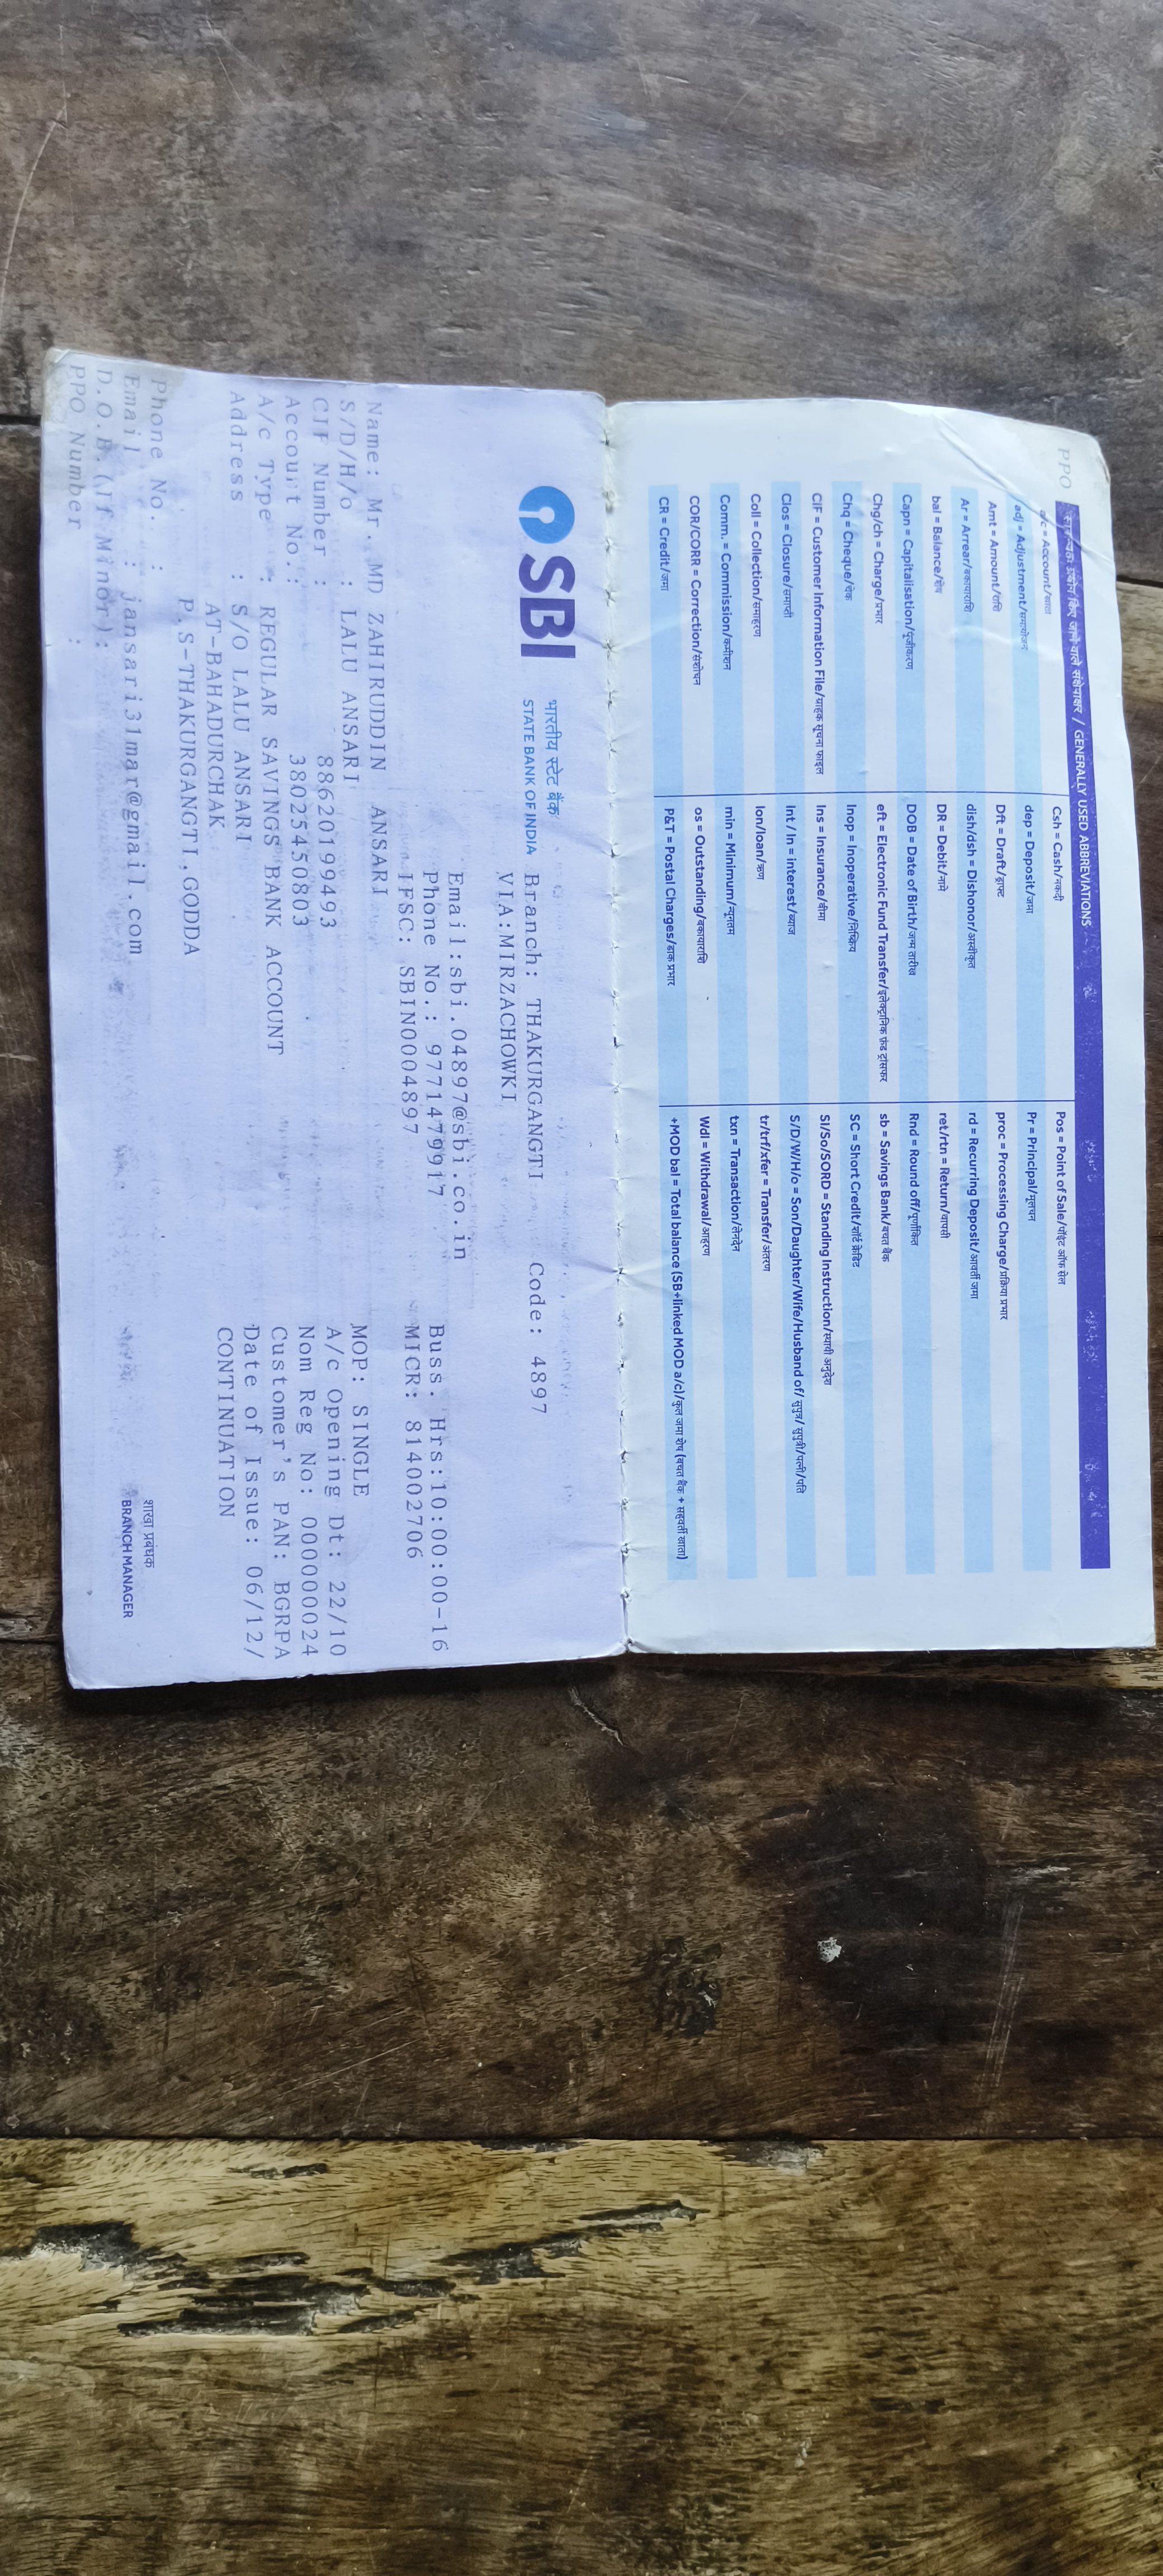 PPO
सामान्यतः प्रयोग किए जाने वाले संक्षेपाक्षर / GENERALLY USED ABBREVIATIONS
a/c = Account/खाता
adj = Adjustment/समायोजन
Amt = Amount/राशि
Ar = Arrear/बकायाराशि
bal = Balance/शेष
Capn = Capitalisation/पूंजीकरण
Chg/ch = Charge/प्रभार
Chq = Cheque/चेक
CIF = Customer Information File/ग्राहक सूचना फाइल
Clos = Closure/समाप्ती
Coll = Collection/समाहरण
Comm. = Commission/कमीशन
COR/CORR = Correction/संशोधन
CR = Credit/जमा
Csh = Cash/नकदी
dep = Deposit/जमा
Dft = Draft/ड्राफ्ट
dish/dsh = Dishonor/अस्वीकृत
DR = Debit/नामे
DOB = Date of Birth/जन्म तारीख
eft = Electronic Fund Transfer/इलेक्ट्रानिक फ़ंड ट्रांसफर
Inop = Inoperative/निष्क्रिय
Ins = Insurance/बीमा
Int / In = interest/ब्याज
lon/loan/ऋण
min = Minimum/न्यूनतम
os = Outstanding/बकायाराशि
P&T = Postal Charges/डाक प्रभार
Pos = Point of Sale/पॉइंट ऑफ सेल
Pr = Principal/मूलधन
proc = Processing Charge/प्रक्रिया प्रभार
rd = Recurring Deposit/आवर्ती जमा
ret/rtn = Return/वापसी
Rnd = Round off/पूर्णांकित
sb = Savings Bank/बचत बैंक
SC = Short Credit/शॉर्ट क्रेडिट
SI/So/SORD = Standing Instruction/स्थायी अनुदेश
S/D/W/H/o = Son/Daughter/Wife/Husband of/ सुपुत्र/ सुपुत्री/पत्नी/पति
tr/trf/xfer = Transfer/अंतरण
txn = Transaction/लेनदेन
Wdl = Withdrawal/आहरण
+MOD bal = Total balance (SB+linked MOD a/c)/कुल जमा शेष (बचत बैंक + सहवर्ती खाता)
SBI
भारतीय स्टेट बैंक
STATE BANK OF INDIA
Branch: THAKURGANGTI Code: 4897
VIA:MIRZACHOWKI
Email:sbi.04897@sbi.co.in
Phone No.: 9771479917 Buss. Hrs:10:00:00-16
IFSC: SBIN0004897 MICR: 814002706
Name: Mr. MD ZAHIRUDDIN ANSARI
S/D/H/o : LALU ANSARI MOP: SINGLE
CIF Number : 88620199493 A/c Opening Dt: 22/10
Account No.: 38025450803 Nom Reg No: 000000024
A/c Type : REGULAR SAVINGS BANK ACCOUNT Customer's PAN: BGRPA
Address : S/O LALU ANSARI Date of Issue: 06/12/
AT-BAHADURCHAK CONTINUATION
P.S-THAKURGANGTI,GODDA
Phone No. :
Email : jansari31mar@gmail.com
D.O.B.(If Minor):
PPO Number :
शाखा प्रबंधक
BRANCH MANAGER